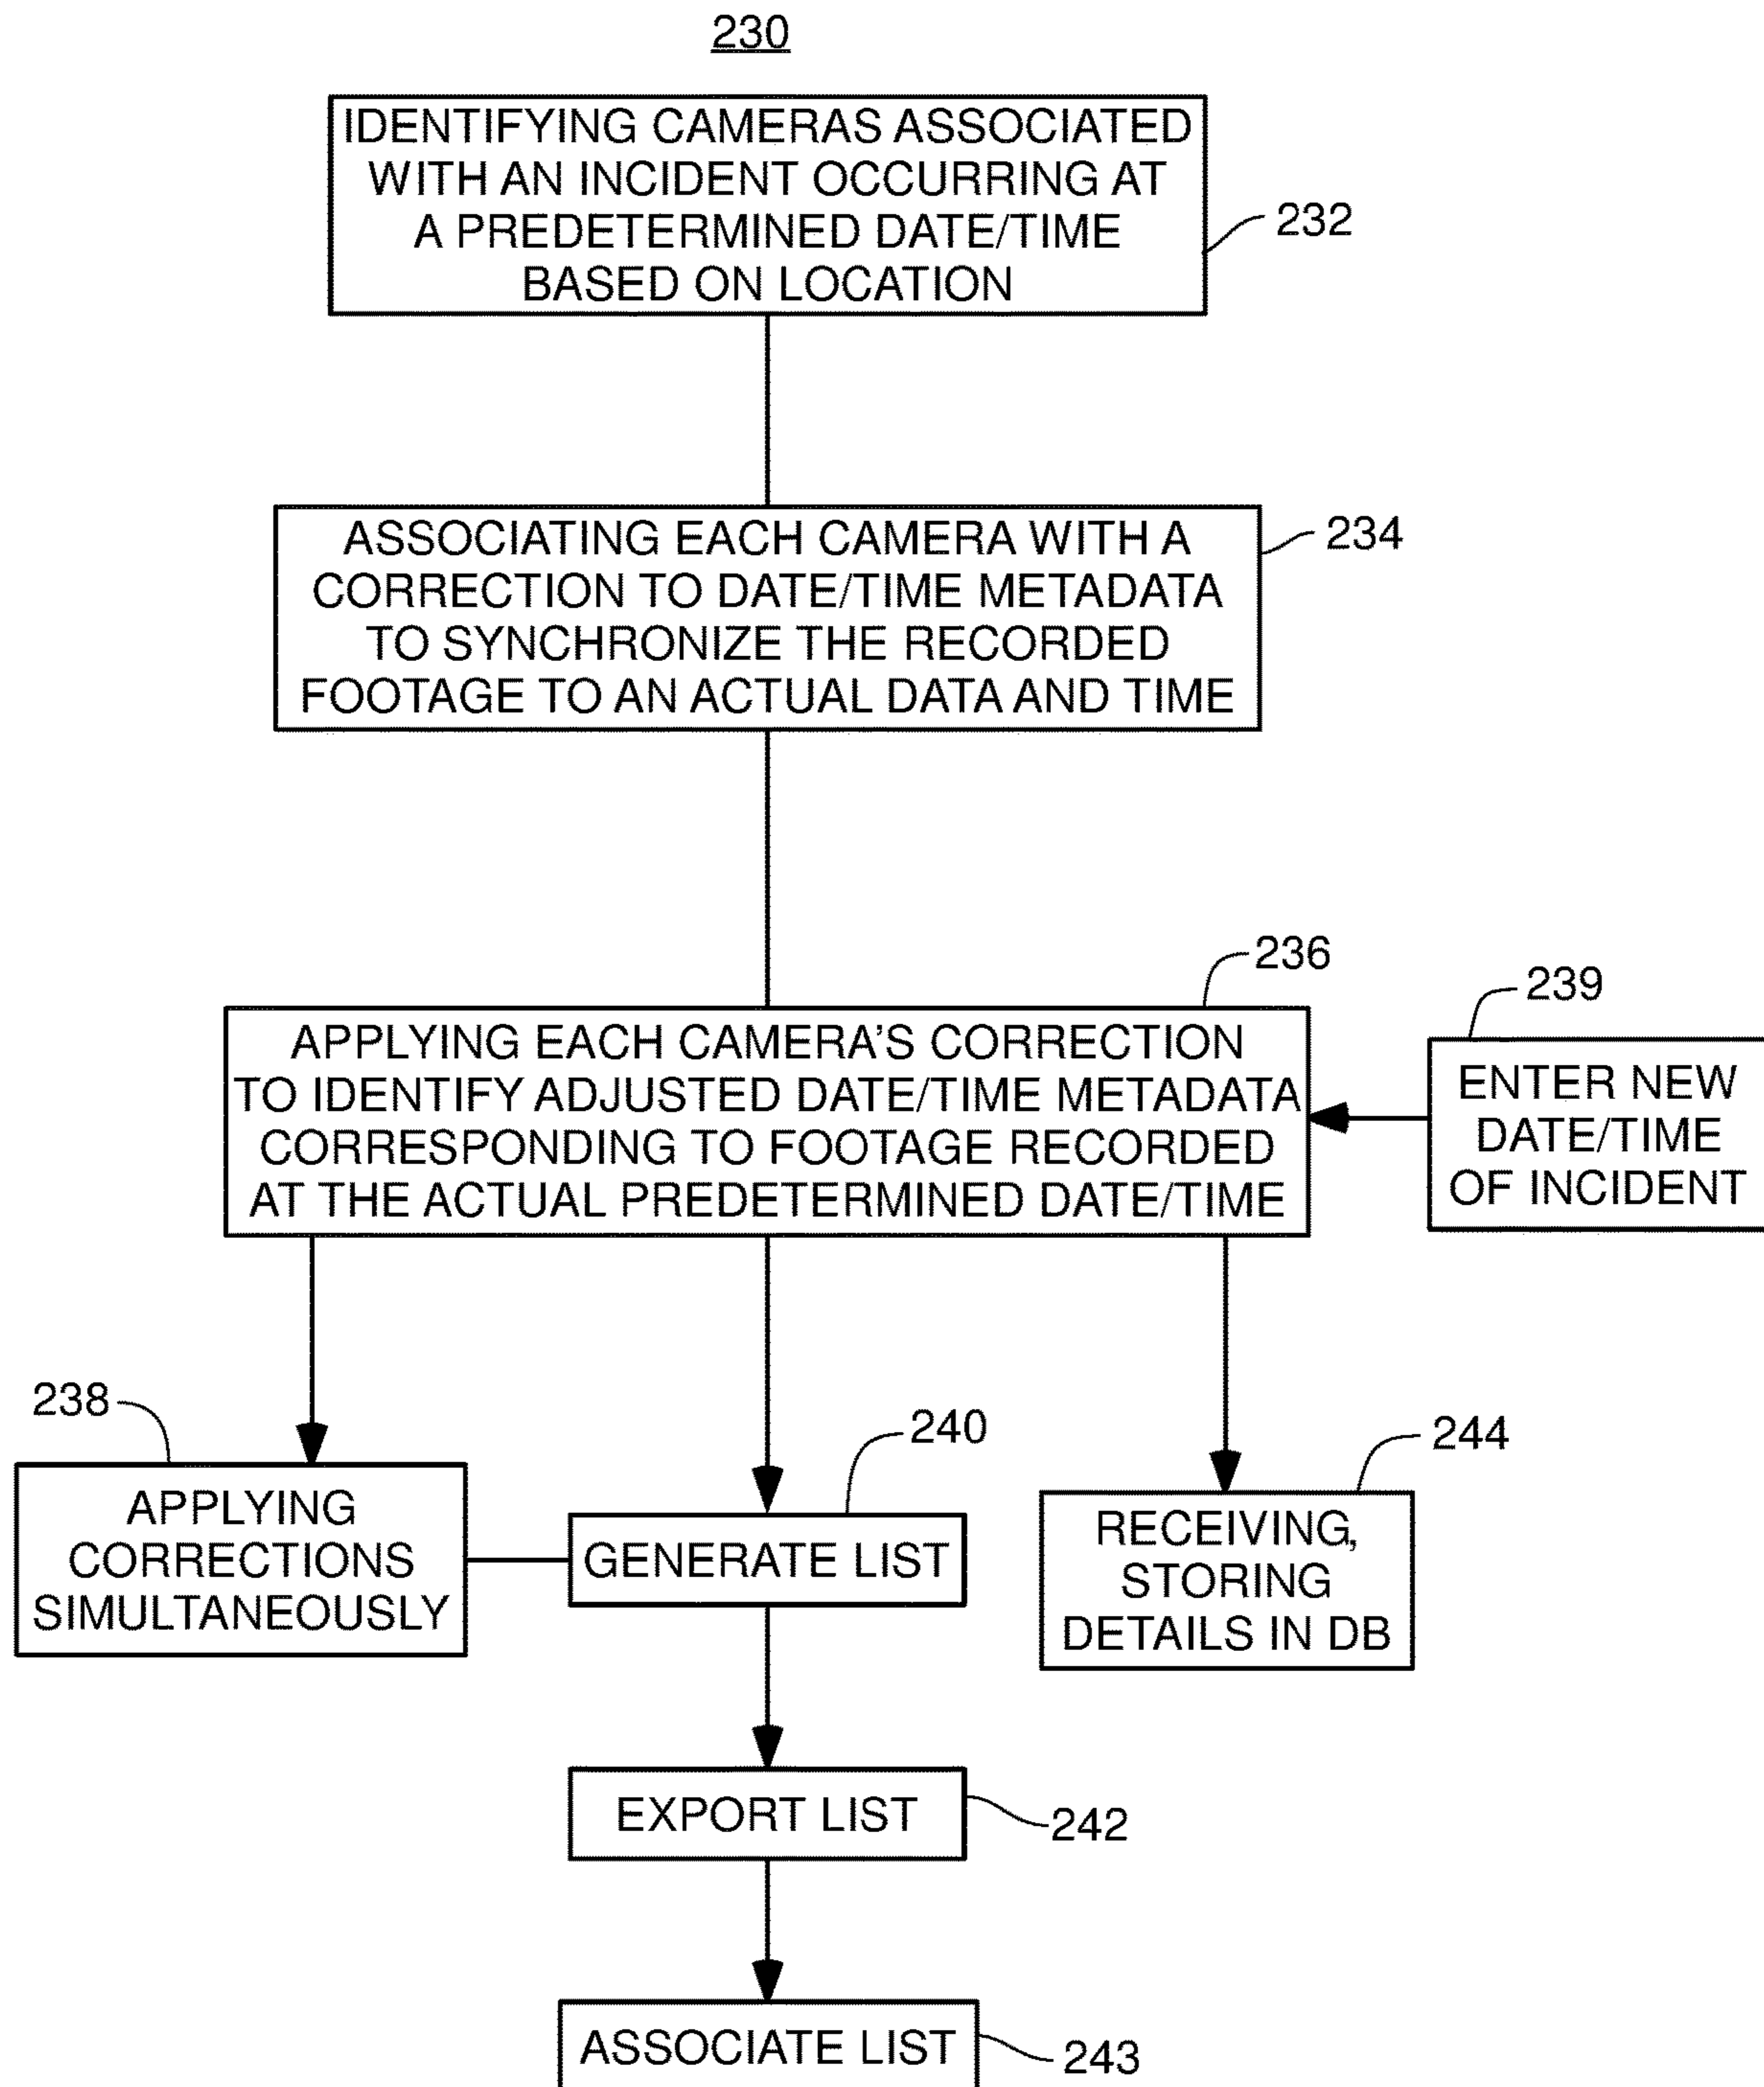 230
IDENTIFYING CAMERAS ASSOCIATED
WITH AN INCIDENT OCCURRING AT
A PREDETERMINED DATE/TIME
BASED ON LOCATION
232
ASSOCIATING EACH CAMERA WITH A
CORRECTION TO DATE/TIME METADATA
TO SYNCHRONIZE THE RECORDED
FOOTAGE TO AN ACTUAL DATA AND TIME
234
236
APPLYING EACH CAMERA'S CORRECTION
TO IDENTIFY ADJUSTED DATE/TIME METADATA
CORRESPONDING TO FOOTAGE RECORDED
AT THE ACTUAL PREDETERMINED DATE/TIME
239
ENTER NEW
DATE/TIME
OF INCIDENT
238
APPLYING
CORRECTIONS
SIMULTANEOUSLY
240
GENERATE LIST
244
RECEIVING,
STORING
DETAILS IN DB
EXPORT LIST
242
ASSOCIATE LIST
243